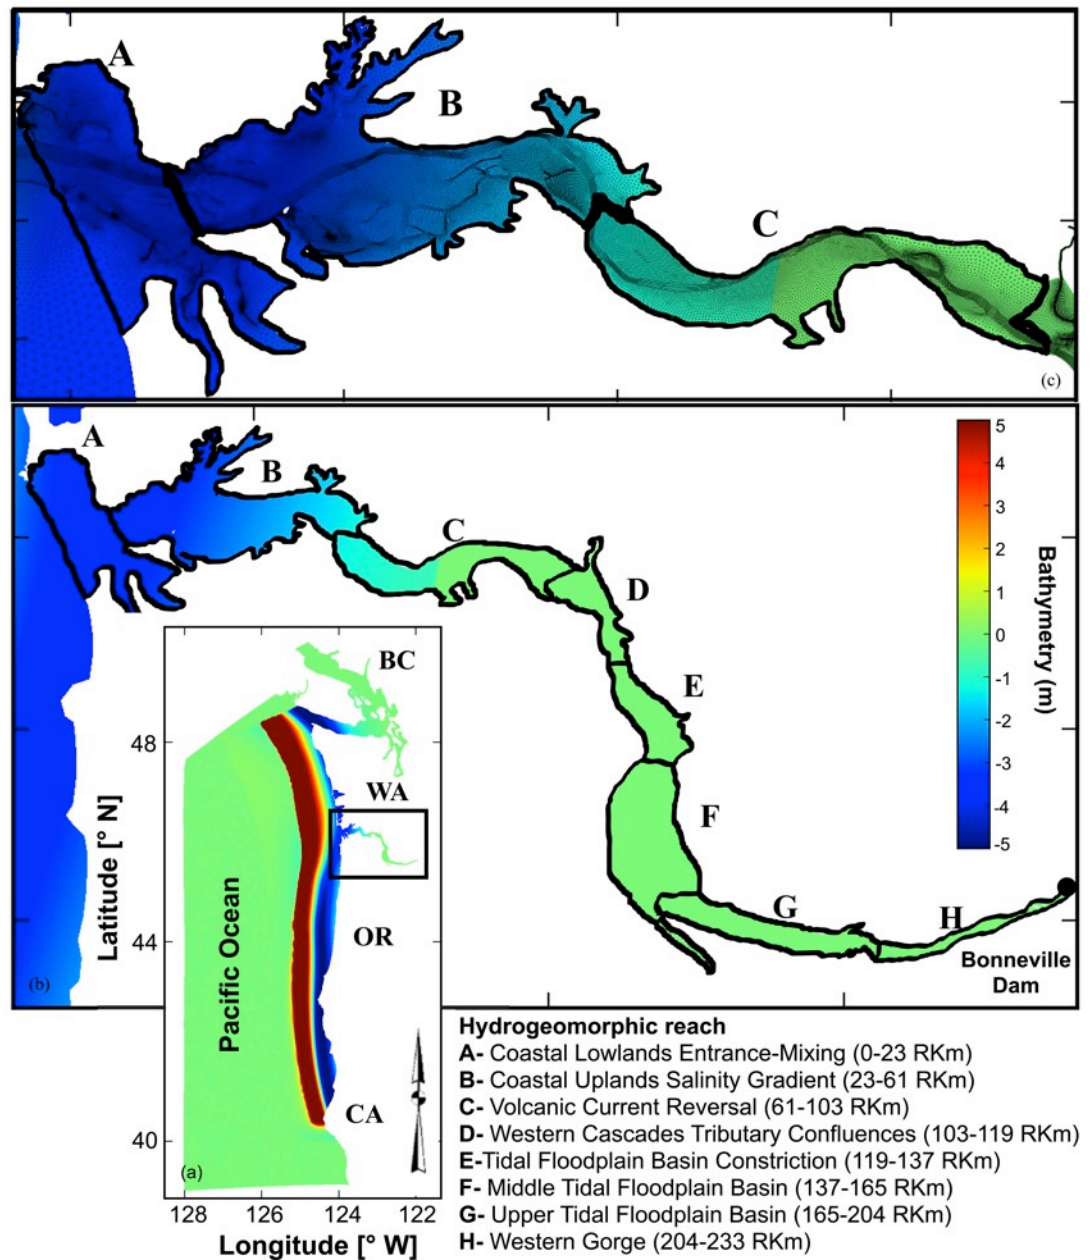 A
B
C
(c)
A
B
C
D
E
F
G
H
Bonneville
Dam
(b)
5
4
3
2
1
0
-1
-2
-3
-4
-5
Bathymetry (m)
BC
WA
OR
CA
Pacific Ocean
(a)
48
44
40
Latitude [° N]
128
126
124
122
Longitude [° W]
Hydrogeomorphic reach
A- Coastal Lowlands Entrance-Mixing (0-23 RKm)
B- Coastal Uplands Salinity Gradient (23-61 RKm)
C- Volcanic Current Reversal (61-103 RKm)
D- Western Cascades Tributary Confluences (103-119 RKm)
E-Tidal Floodplain Basin Constriction (119-137 RKm)
F- Middle Tidal Floodplain Basin (137-165 RKm)
G- Upper Tidal Floodplain Basin (165-204 RKm)
H- Western Gorge (204-233 RKm)